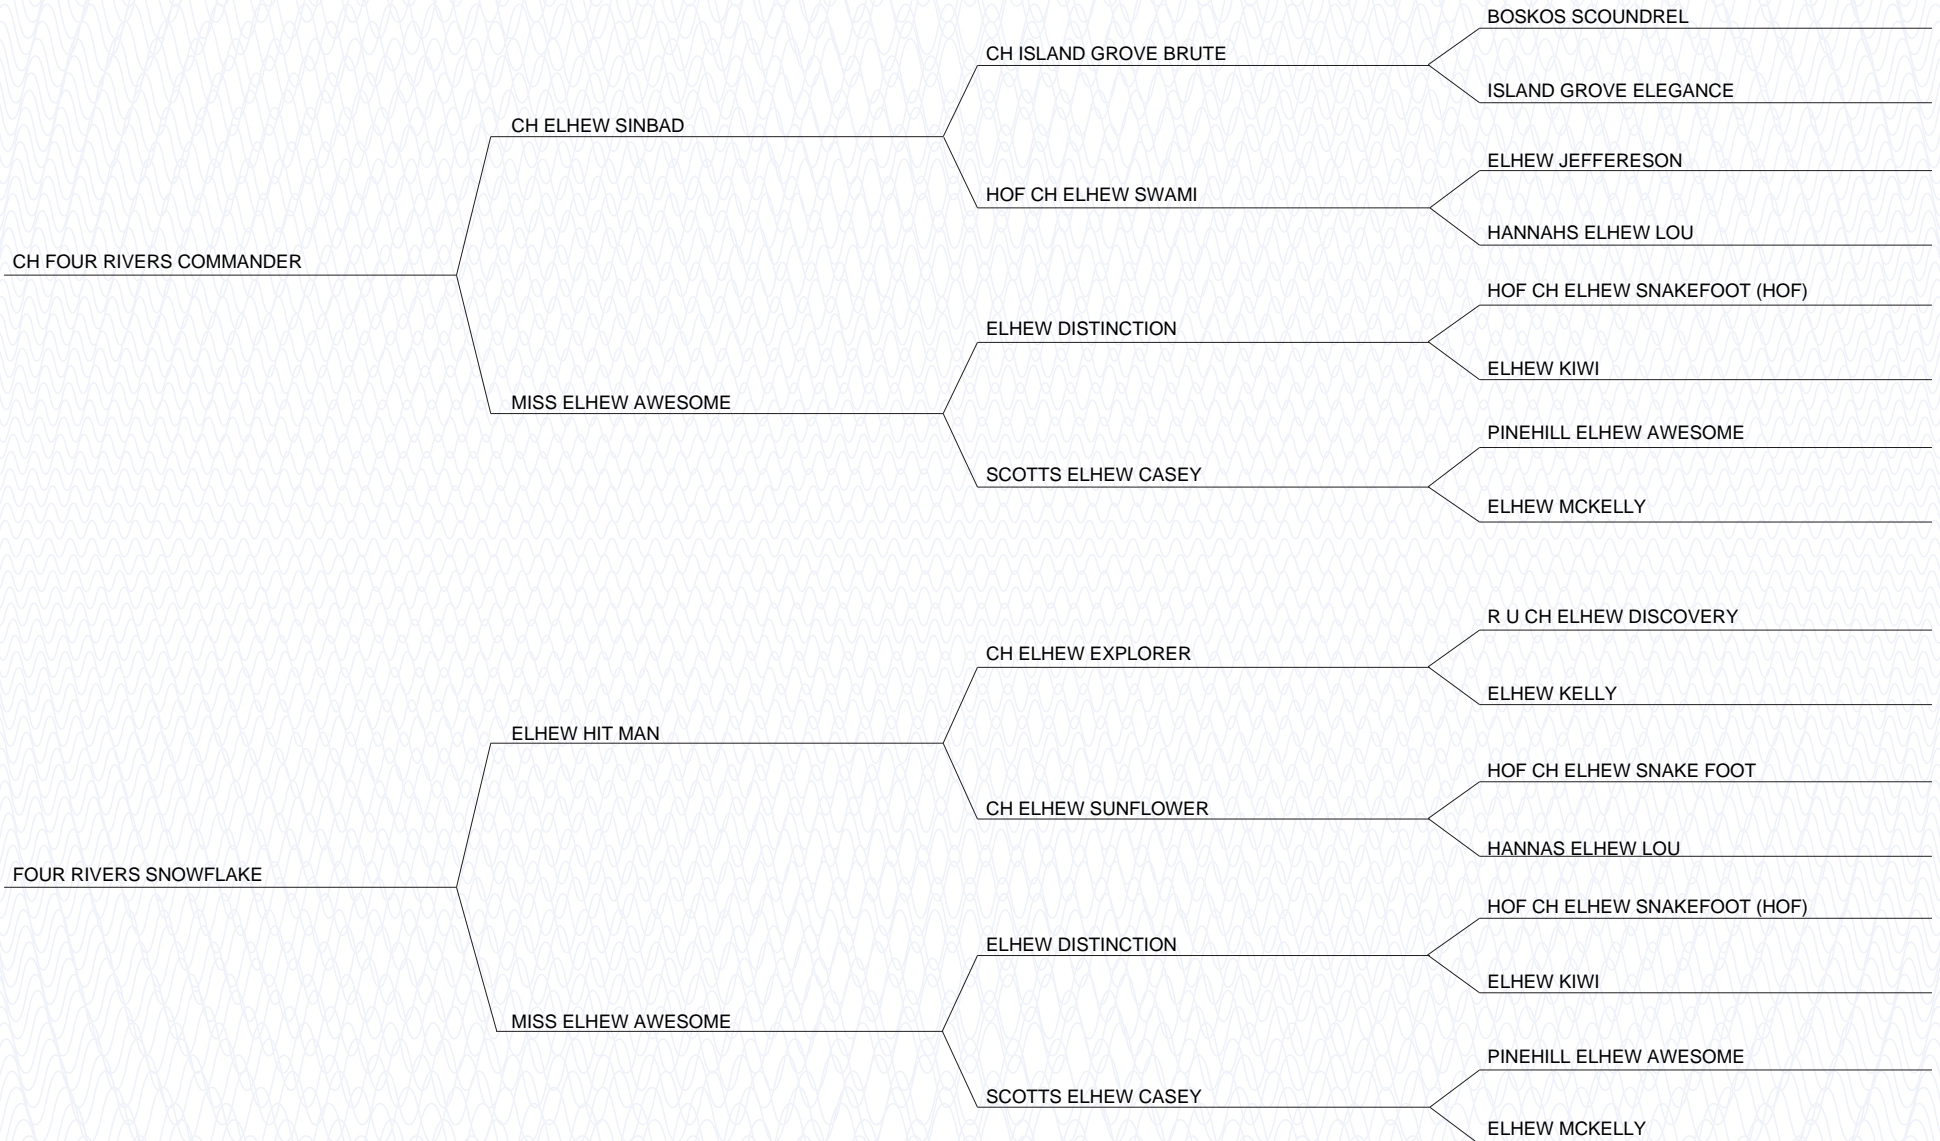 BOSKOS SCOUNDREL
CH ISLAND GROVE BRUTE
ISLAND GROVE ELEGANCE
CH ELHEW SINBAD
ELHEW JEFFERESON
HOF CH ELHEW SWAMI
HANNAHS ELHEW LOU
CH FOUR RIVERS COMMANDER
HOF CH ELHEW SNAKEFOOT (HOF)
ELHEW DISTINCTION
ELHEW KIWI
MISS ELHEW AWESOME
PINEHILL ELHEW AWESOME
SCOTTS ELHEW CASEY
ELHEW MCKELLY
R U CH ELHEW DISCOVERY
CH ELHEW EXPLORER
ELHEW KELLY
ELHEW HIT MAN
HOF CH ELHEW SNAKE FOOT
CH ELHEW SUNFLOWER
HANNAS ELHEW LOU
FOUR RIVERS SNOWFLAKE
HOF CH ELHEW SNAKEFOOT (HOF)
ELHEW DISTINCTION
ELHEW KIWI
MISS ELHEW AWESOME
PINEHILL ELHEW AWESOME
SCOTTS ELHEW CASEY
ELHEW MCKELLY